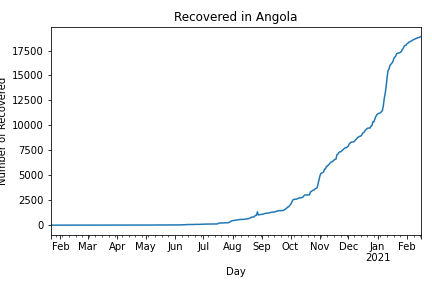 Recovered in Angola
Number of Recovered
17500
15000
12500
10000
7500
5000
2500
0
Feb Mar Apr May Jun Jul Aug Sep Oct Nov Dec Jan Feb
2021
Day